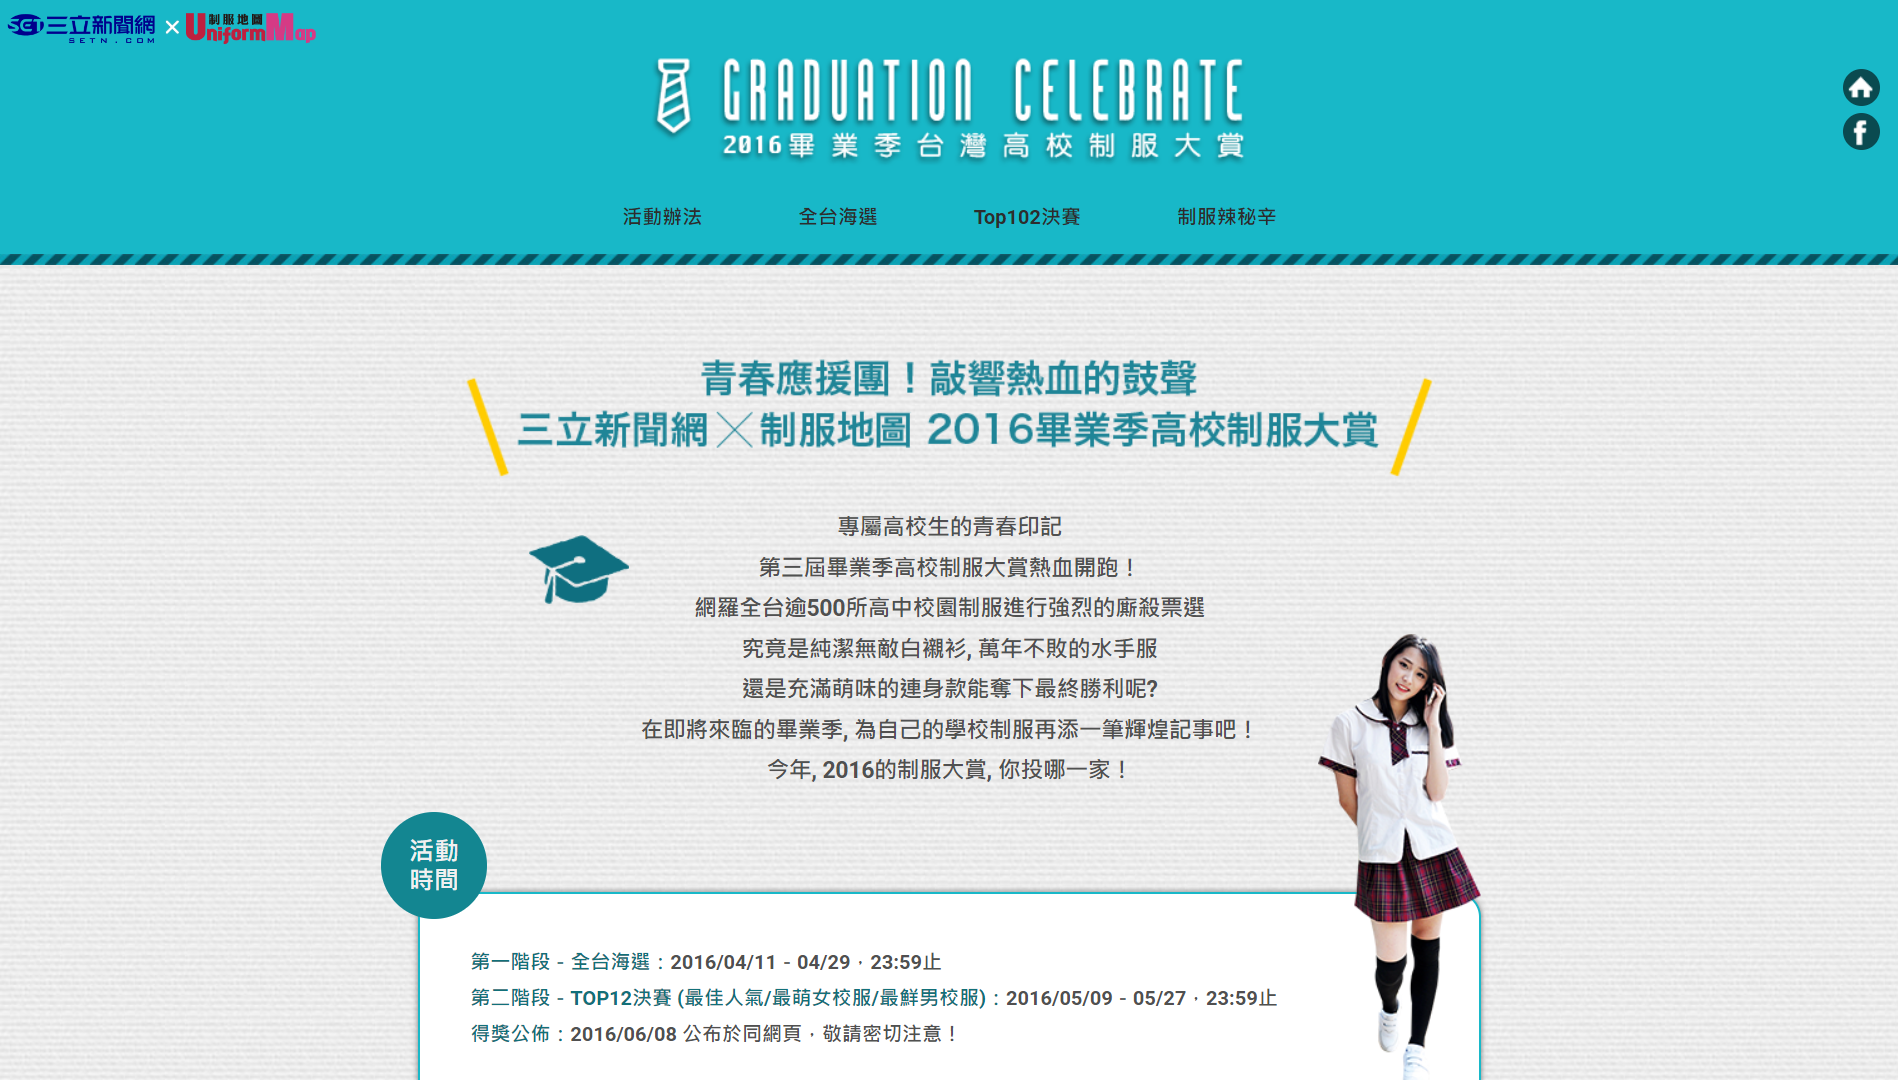 SET三立新聞網
SETN.COM
×
制服地圖
UniformMap
GRADUATION CELEBRATE
2016畢業季台灣高校制服大賞
活動辦法
全台海選
Top102決賽
制服辣秘辛
青春應援團！敲響熱血的鼓聲
三立新聞網╳制服地圖 2016畢業季高校制服大賞
專屬高校生的青春印記
第三屆畢業季高校制服大賞熱血開跑！
網羅全台逾500所高中校園制服進行強烈的廝殺票選
究竟是純潔無敵白襯衫, 萬年不敗的水手服
還是充滿萌味的連身款能奪下最終勝利呢?
在即將來臨的畢業季, 為自己的學校制服再添一筆輝煌記事吧！
今年, 2016的制服大賞, 你投哪一家！
活動
時間
第一階段 - 全台海選：2016/04/11 - 04/29，23:59止
第二階段 - TOP12決賽 (最佳人氣/最萌女校服/最鮮男校服)：2016/05/09 - 05/27，23:59止
得獎公佈：2016/06/08 公布於同網頁，敬請密切注意！